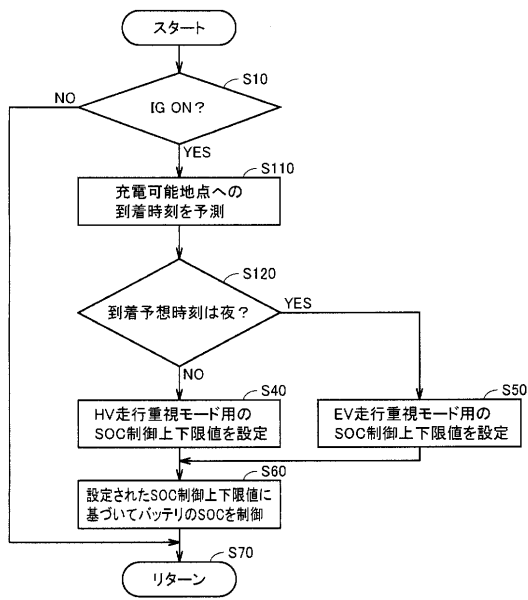 スタート
S10
NO
IG ON?
YES
S110
充電可能地点への
到着時刻を予測
S120
到着予想時刻は夜?
YES
NO
S40
HV走行重視モード用の
SOC制御上下限値を設定
S50
EV走行重視モード用の
SOC制御上下限値を設定
S60
設定されたSOC制御上下限値に
基づいてバッテリのSOCを制御
S70
リターン